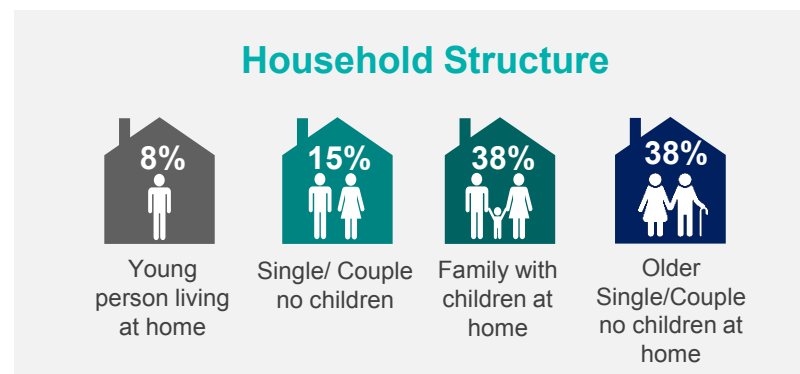 Household Structure
8%
15%
38%
38%
Young
person living
at home
Single/ Couple
no children
Family with
children at
home
Older
Single/Couple
no children at
home